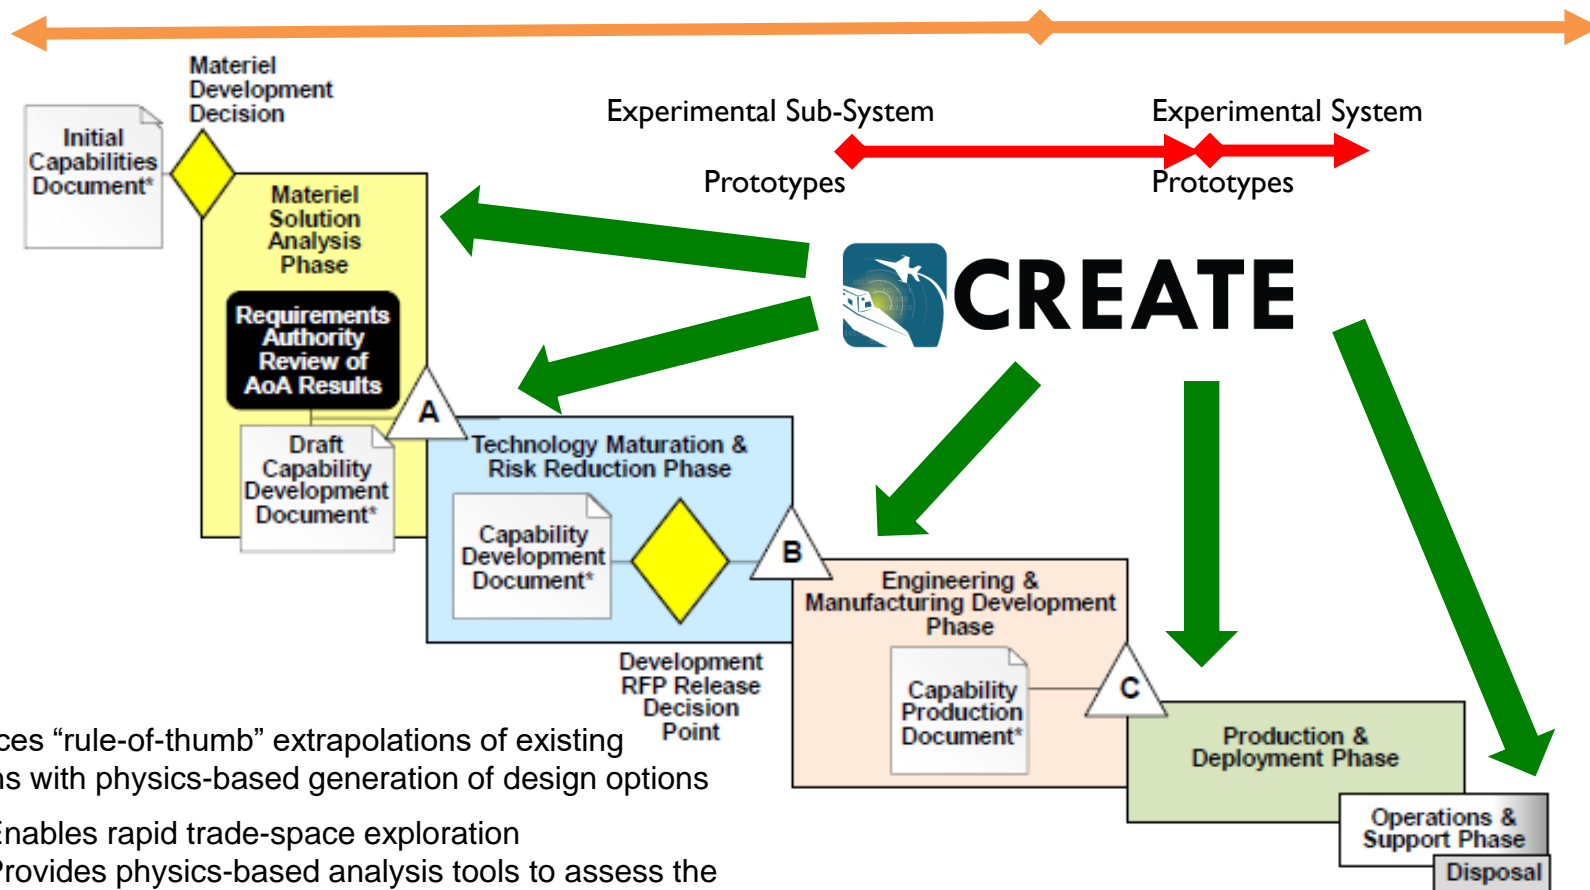 Materiel
Development
Decision
Initial
Capabilities
Document*
Experimental Sub-System
Prototypes
Experimental System
Prototypes
Materiel
Solution
Analysis
Phase
CREATE
Requirements
Authority
Review of
AoA Results
A
Draft
Capability
Development
Document*
Technology Maturation &
Risk Reduction Phase
Capability
Development
Document*
B
Development
RFP Release
Decision
Point
Engineering &
Manufacturing Development
Phase
Capability
Production
Document*
C
Production &
Deployment Phase
Operations &
Support Phase
Disposal
ces “rule-of-thumb” extrapolations of existing
ns with physics-based generation of design options
Enables rapid trade-space exploration
Provides physics-based analysis tools to assess the